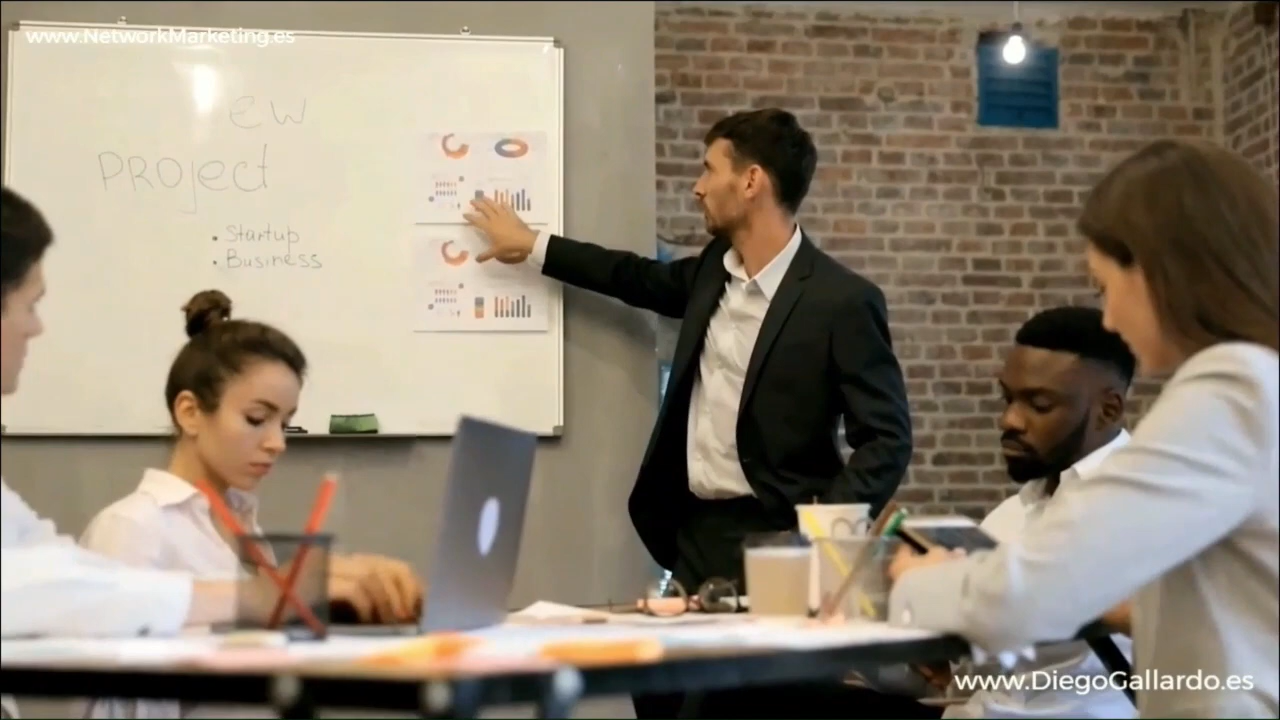 www.NetworkMarketing.es
ew
PROject
• Startup
• Business
www.DiegoGallardo.es